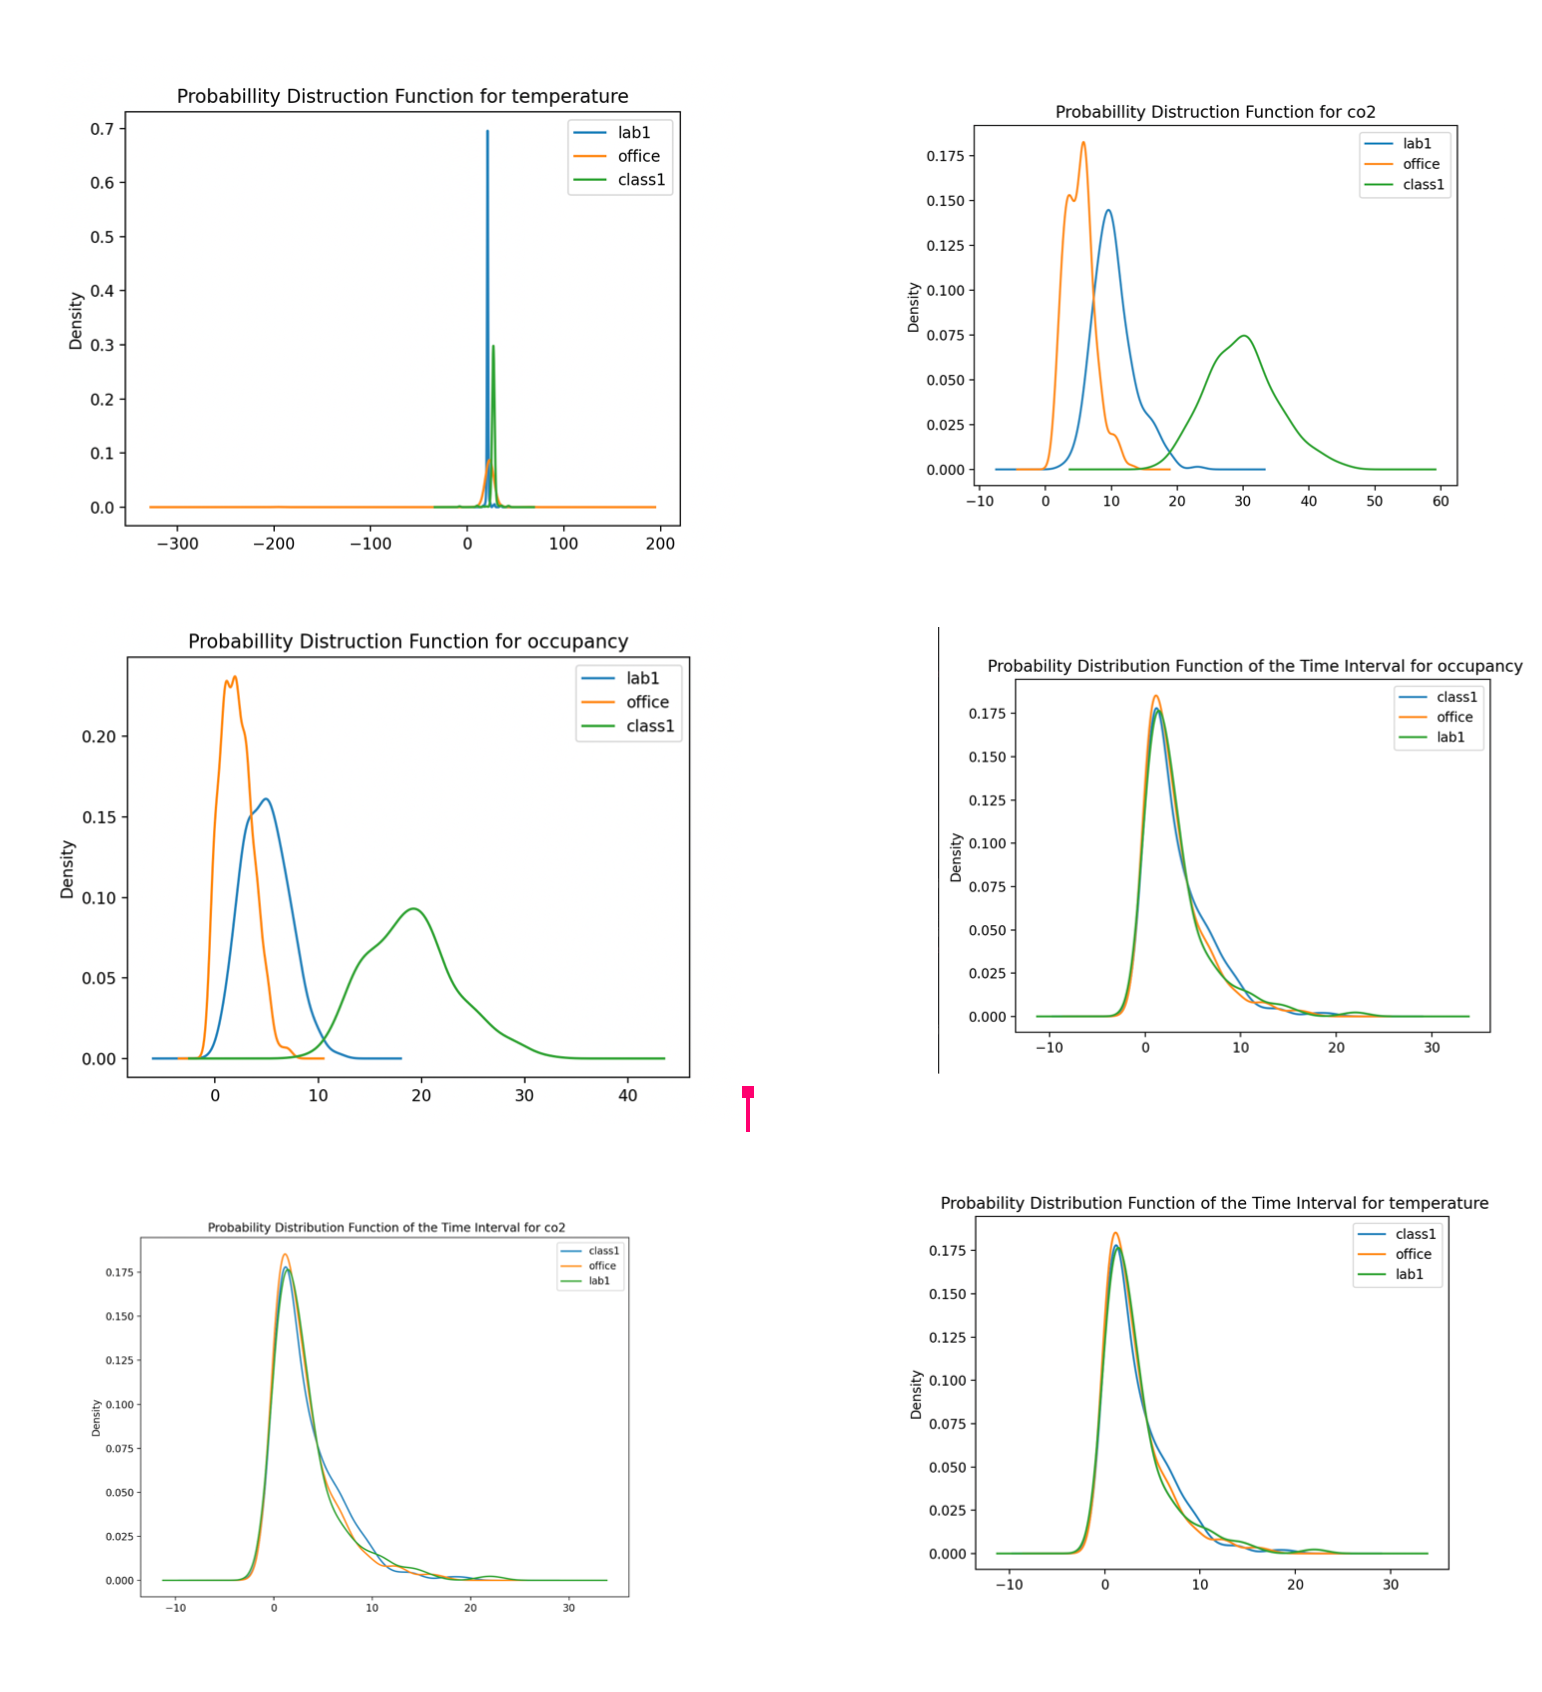 Probabillity Distruction Function for temperature
0.7
0.6
0.5
0.4
0.3
0.2
0.1
0.0
Density
−300 −200 −100 0 100 200
lab1
office
class1
Probabillity Distruction Function for co2
0.175
0.150
0.125
0.100
0.075
0.050
0.025
0.000
Density
−10 0 10 20 30 40 50 60
lab1
office
class1
Probabillity Distruction Function for occupancy
0.20
0.15
0.10
0.05
0.00
Density
0 10 20 30 40
lab1
office
class1
Probability Distribution Function of the Time Interval for occupancy
0.175
0.150
0.125
0.100
0.075
0.050
0.025
0.000
Density
−10 0 10 20 30
class1
office
lab1
Probability Distribution Function of the Time Interval for co2
0.175
0.150
0.125
0.100
0.075
0.050
0.025
0.000
Density
−10 0 10 20 30
class1
office
lab1
Probability Distribution Function of the Time Interval for temperature
0.175
0.150
0.125
0.100
0.075
0.050
0.025
0.000
Density
−10 0 10 20 30
class1
office
lab1